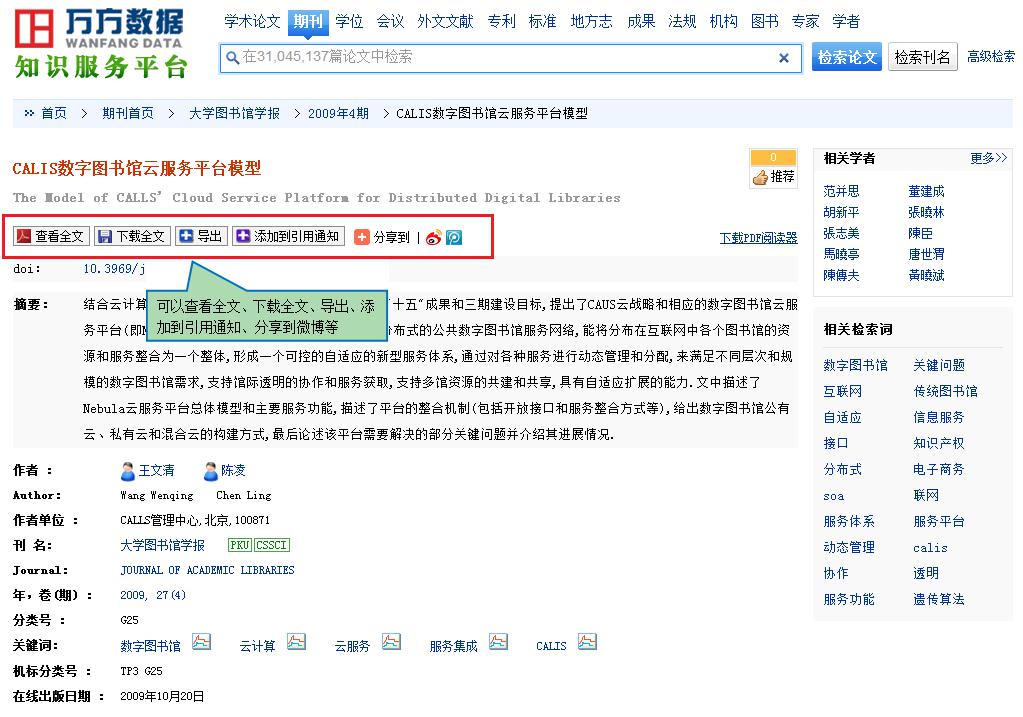 万方数据
WANFANG DATA
知识服务平台
学术论文 期刊 学位 会议 外文文献 专利 标准 地方志 成果 法规 机构 图书 专家 学者
在31,045,137篇论文中检索 × 检索论文 检索刊名 高级检索
首页 > 期刊首页 > 大学图书馆学报 > 2009年4期 > CALIS数字图书馆云服务平台模型
CALIS数字图书馆云服务平台模型
The Model of CALLS' Cloud Service Platform for Distributed Digital Libraries
0
推荐
查看全文 下载全文 导出 添加到引用通知 分享到 |
下载PDF阅读器
doi: 10.3969/j
可以查看全文、下载全文、导出、添
加到引用通知、分享到微博等
摘要: 结合云计算 "十五"成果和三期建设目标,提出了CAUS云战略和相应的数字图书馆云服
务平台(即N 分布式的公共数字图书馆服务网络,能将分布在互联网中各个图书馆的资
源和服务整合为一个整体,形成一个可控的自适应的新型服务体系,通过对各种服务进行动态管理和分配,来满足不同层次和规
模的数字图书馆需求,支持馆际透明的协作和服务获取,支持多馆资源的共建和共享,具有自适应扩展的能力.文中描述了
Nebula云服务平台总体模型和主要服务功能,描述了平台的整合机制(包括开放接口和服务整合方式等),给出数字图书馆公有
云、私有云和混合云的构建方式,最后论述该平台需要解决的部分关键问题并介绍其进展情况.
作者 : 王文清 陈凌
Author: Wang Wenqing Chen Ling
作者单位 : CALLS管理中心,北京,100871
刊 名: 大学图书馆学报 PKU CSSCI
Journal: JOURNAL OF ACADEMIC LIBRARIES
年,卷(期) : 2009, 27(4)
分类号 : G25
关键词: 数字图书馆 云计算 云服务 服务集成 CALIS
机标分类号 : TP3 G25
在线出版日期 : 2009年10月20日
相关学者 更多>>
范并思 董建成
胡新平 張曉林
張志美 陳臣
馬曉亭 唐世渭
陳傳夫 黃曉斌
相关检索词
数字图书馆 关键问题
互联网 传统图书馆
自适应 信息服务
接口 知识产权
分布式 电子商务
soa 联网
服务体系 服务平台
动态管理 calis
协作 透明
服务功能 遗传算法